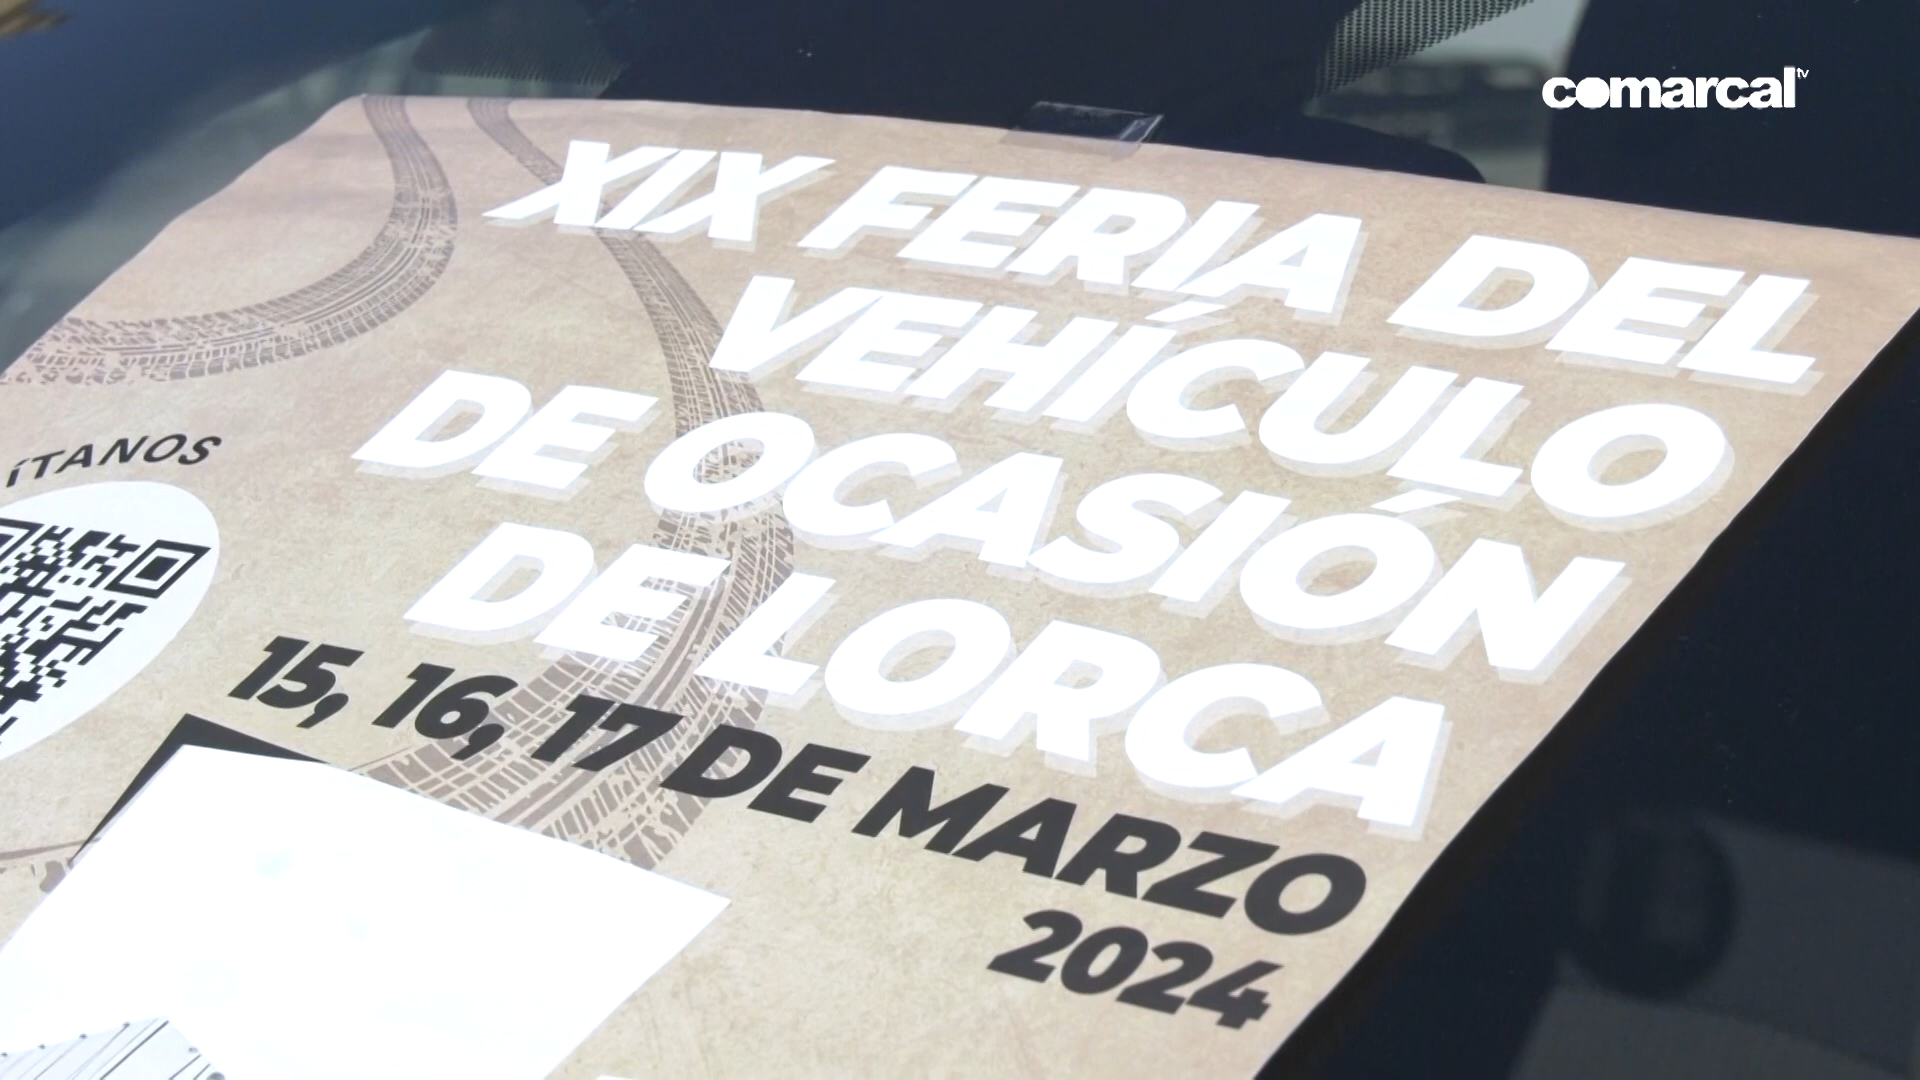 comarcal tv
XIX FERIA DEL
VEHÍCULO
DE OCASIÓN
DE LORCA
15, 16, 17 DE MARZO
2024
ÍTANOS